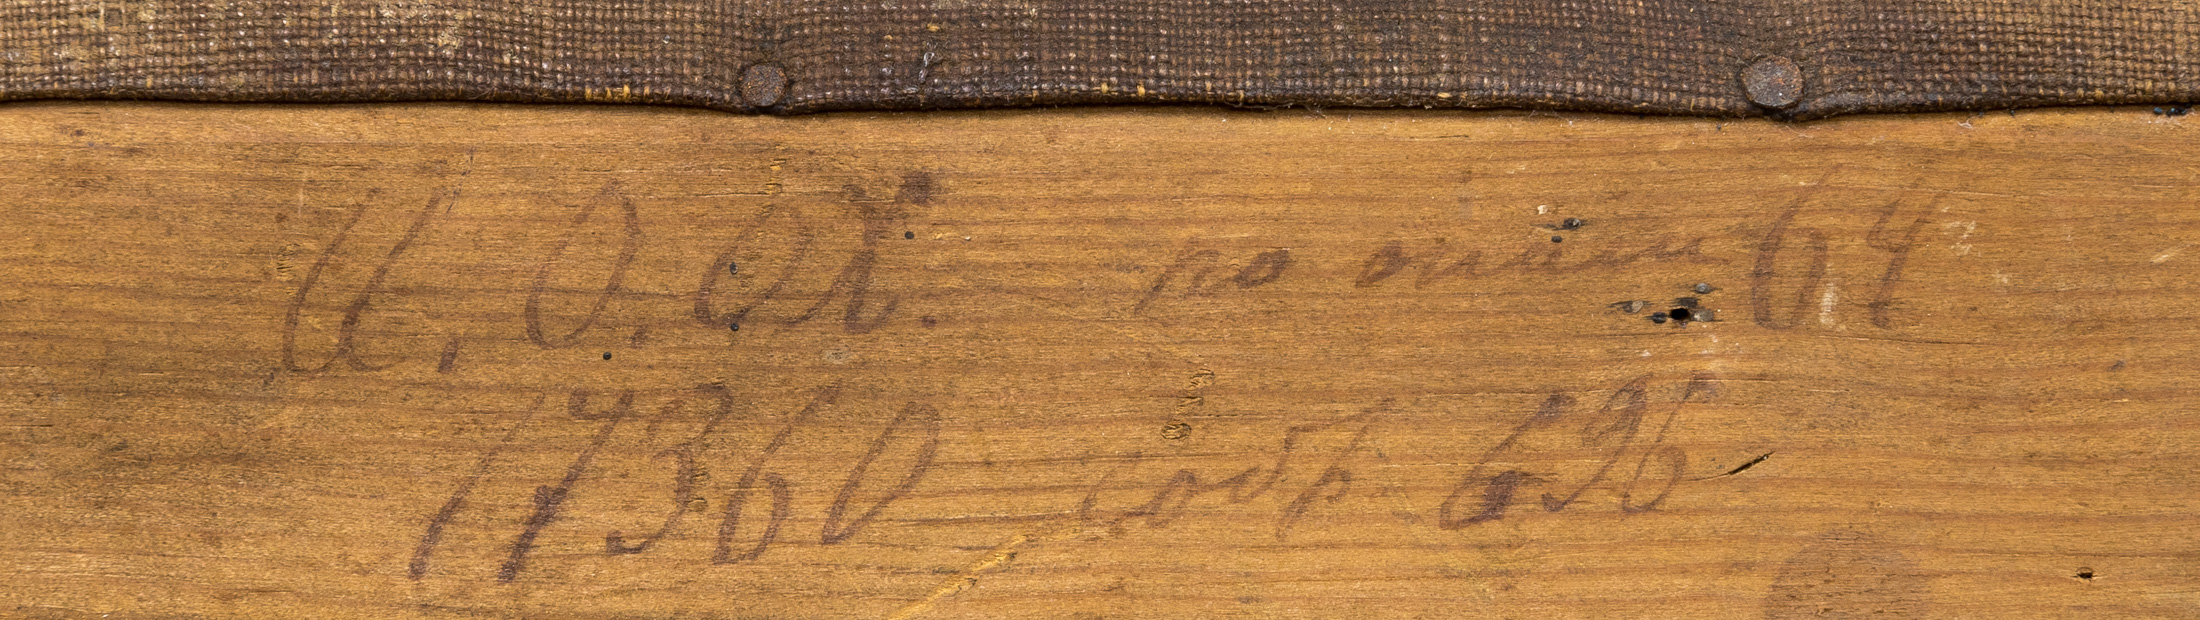 И, О, по описи 64
17360 собр 696